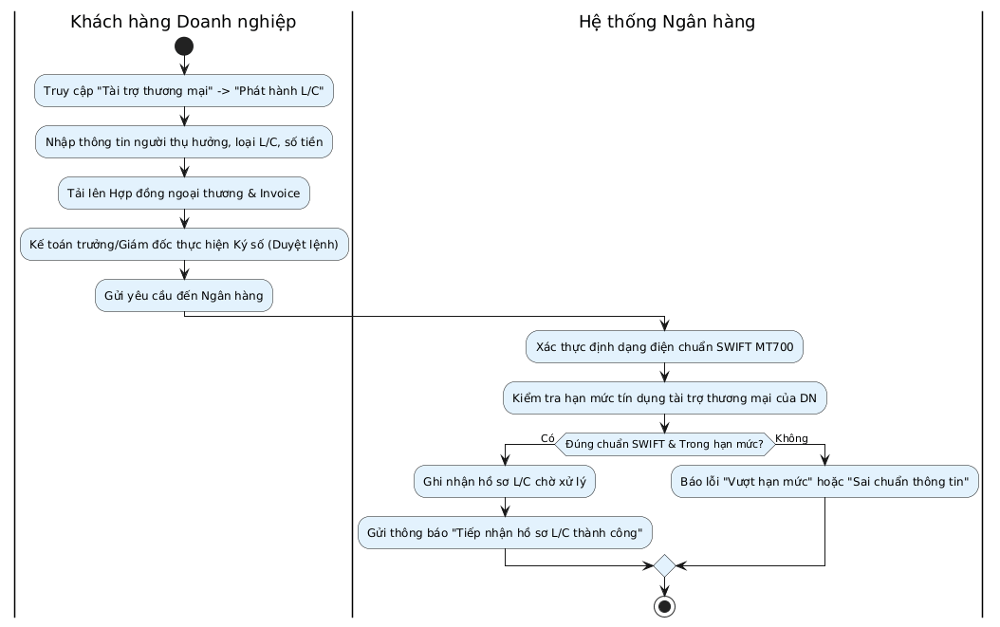 Khách hàng Doanh nghiệp
Hệ thống Ngân hàng
Truy cập "Tài trợ thương mại" -> "Phát hành L/C"
Nhập thông tin người thụ hưởng, loại L/C, số tiền
Tải lên Hợp đồng ngoại thương & Invoice
Kế toán trưởng/Giám đốc thực hiện Ký số (Duyệt lệnh)
Gửi yêu cầu đến Ngân hàng
Xác thực định dạng điện chuẩn SWIFT MT700
Kiểm tra hạn mức tín dụng tài trợ thương mại của DN
Có
Đúng chuẩn SWIFT & Trong hạn mức?
Không
Ghi nhận hồ sơ L/C chờ xử lý
Báo lỗi "Vượt hạn mức" hoặc "Sai chuẩn thông tin"
Gửi thông báo "Tiếp nhận hồ sơ L/C thành công"